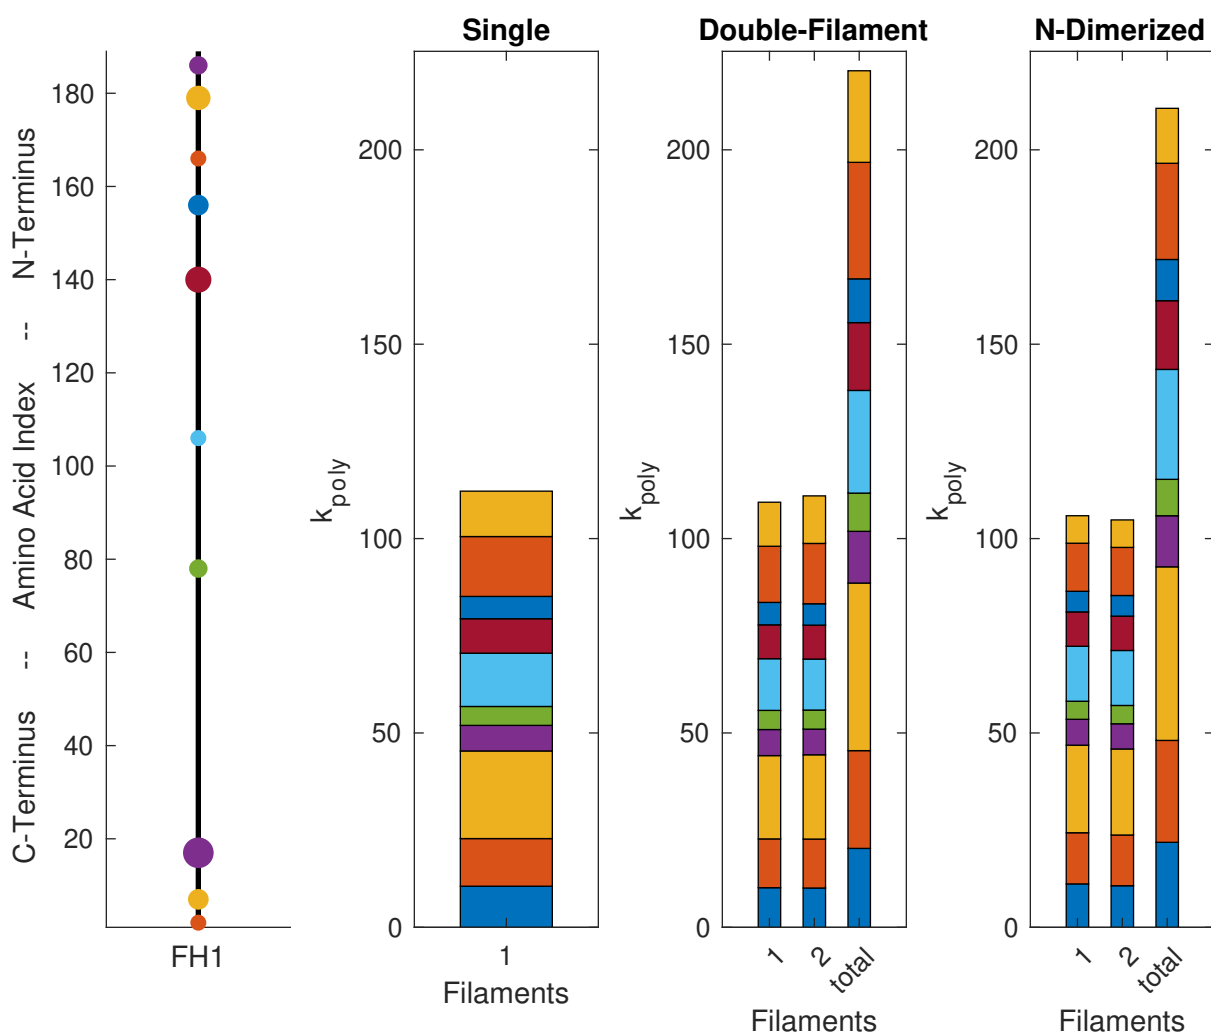 Single
Double-Filament
N-Dimerized
C-Terminus -- Amino Acid Index -- N-Terminus
180
160
140
120
100
80
60
40
20
FH1
k_poly
200
150
100
50
0
1
Filaments
k_poly
200
150
100
50
0
1
2
total
Filaments
k_poly
200
150
100
50
0
1
2
total
Filaments